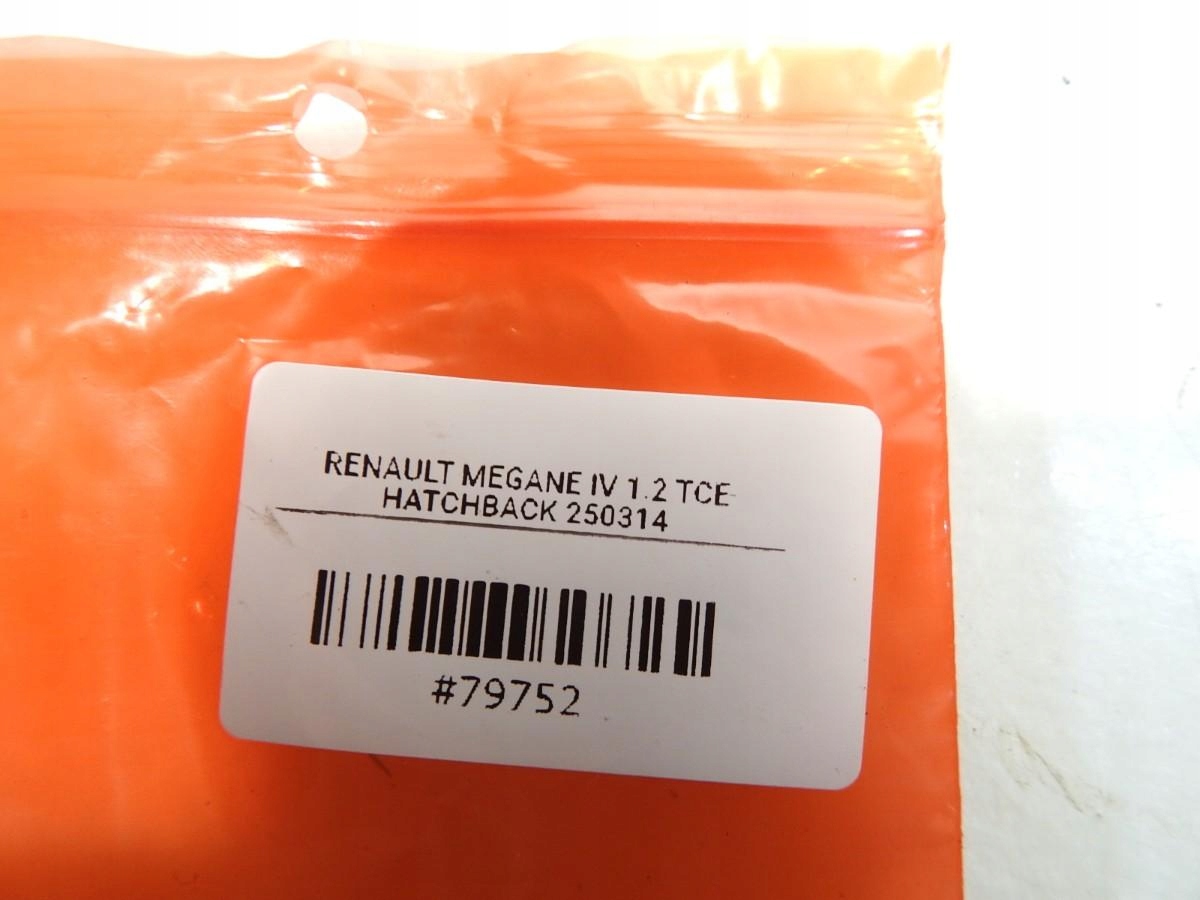 RENAULT MEGANE IV 1.2 TCE
HATCHBACK 250314
#79752